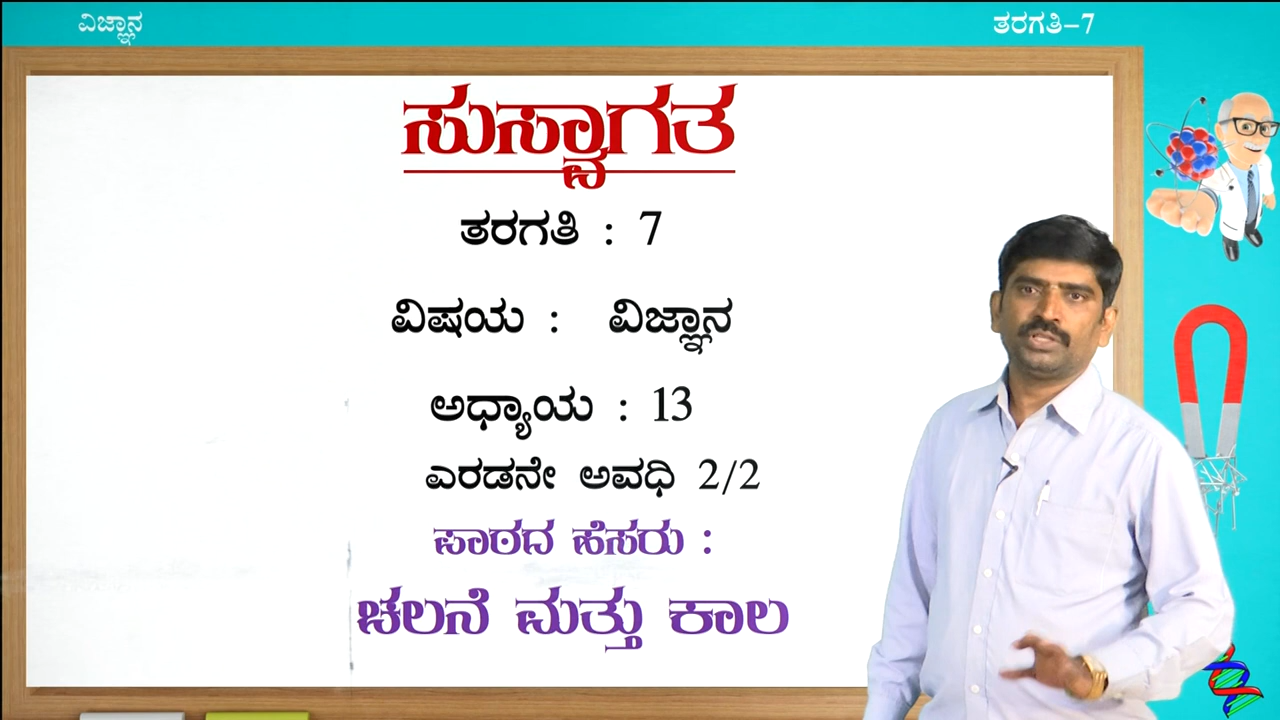 ವಿಜ್ಞಾನ
ತರಗತಿ-7
ಸುಸ್ವಾಗತ
ತರಗತಿ : 7
ವಿಷಯ : ವಿಜ್ಞಾನ
ಅಧ್ಯಾಯ : 13
ಎರಡನೇ ಅವಧಿ 2/2
ಪಾಠದ ಹೆಸರು :
ಚಲನೆ ಮತ್ತು ಕಾಲ